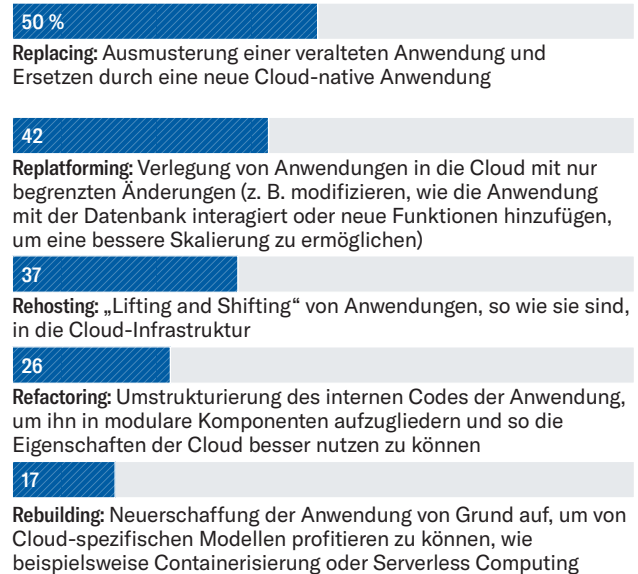 50 %
Replacing: Ausmusterung einer veralteten Anwendung und
Ersetzen durch eine neue Cloud-native Anwendung
42
Replatforming: Verlegung von Anwendungen in die Cloud mit nur
begrenzten Änderungen (z. B. modifizieren, wie die Anwendung
mit der Datenbank interagiert oder neue Funktionen hinzufügen,
um eine bessere Skalierung zu ermöglichen)
37
Rehosting: „Lifting and Shifting“ von Anwendungen, so wie sie sind,
in die Cloud-Infrastruktur
26
Refactoring: Umstrukturierung des internen Codes der Anwendung,
um ihn in modulare Komponenten aufzugliedern und so die
Eigenschaften der Cloud besser nutzen zu können
17
Rebuilding: Neuerschaffung der Anwendung von Grund auf, um von
Cloud-spezifischen Modellen profitieren zu können, wie
beispielsweise Containerisierung oder Serverless Computing